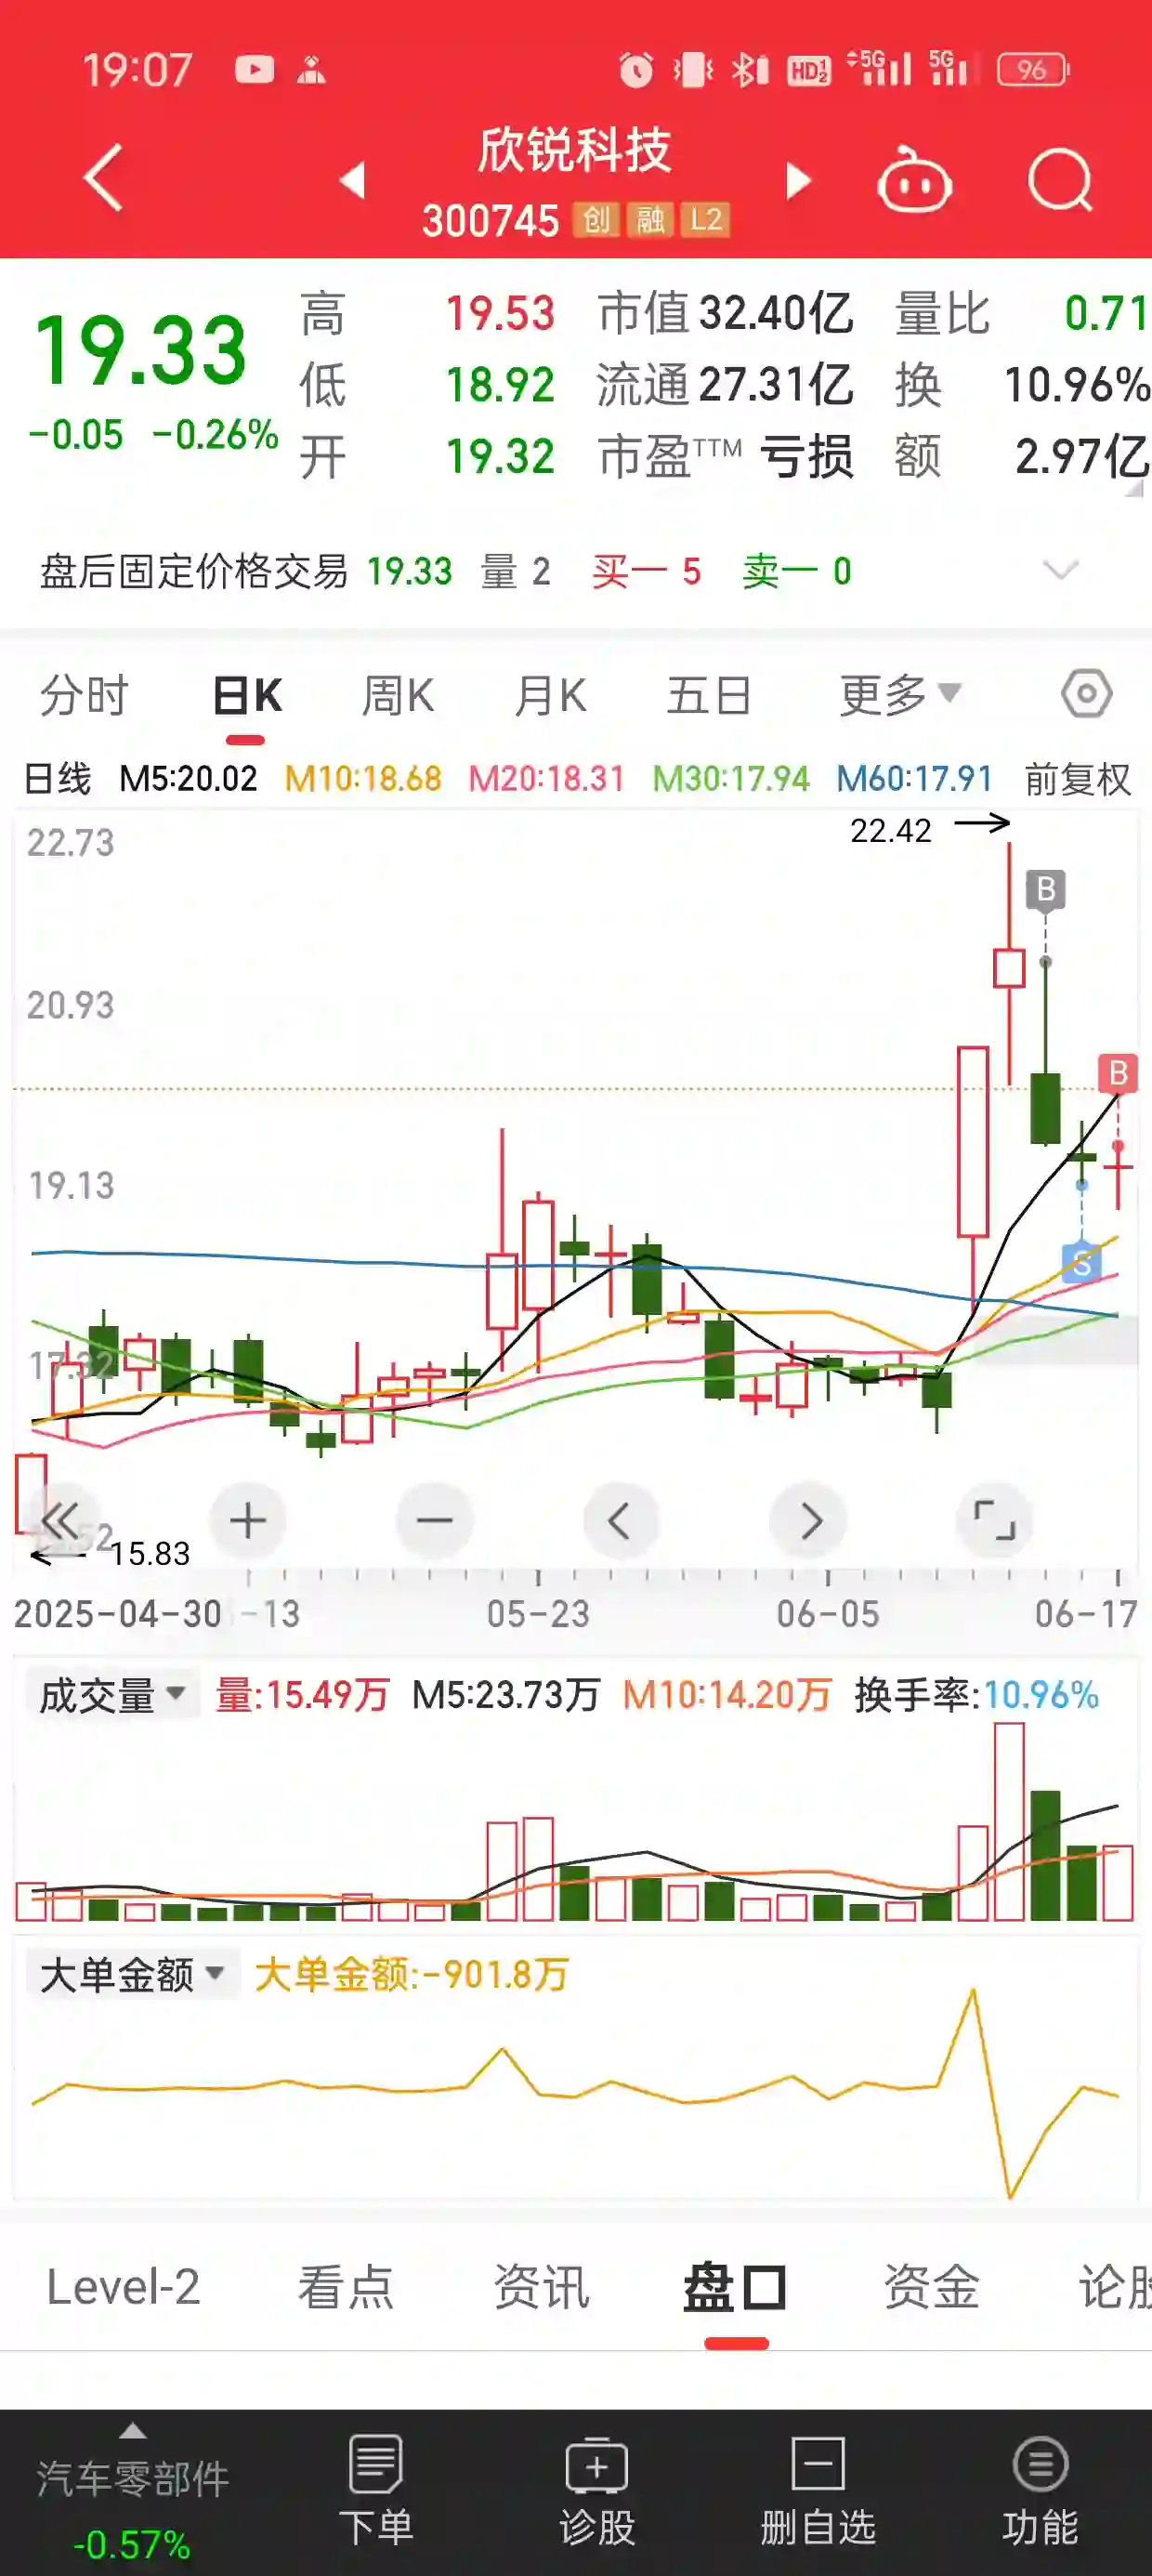 19:07 HD 1 2 5G 5G 96
欣锐科技
300745 创 融 L2
19.33 高 19.53 市值 32.40亿 量比 0.71
低 18.92 流通 27.31亿 换 10.96%
-0.05 -0.26% 开 19.32 市盈TTM 亏损 额 2.97亿
盘后固定价格交易 19.33 量 2 买一 5 卖一 0
分时 日K 周K 月K 五日 更多
日线 M5:20.02 M10:18.68 M20:18.31 M30:17.94 M60:17.91 前复权
22.73
22.42
B
20.93
B
19.13
S
17.32
15.83
2025-04-30 -13 05-23 06-05 06-17
成交量 量:15.49万 M5:23.73万 M10:14.20万 换手率:10.96%
大单金额 大单金额:-901.8万
Level-2 看点 资讯 盘口 资金 论股
汽车零部件 -0.57%
下单 诊股 删自选 功能